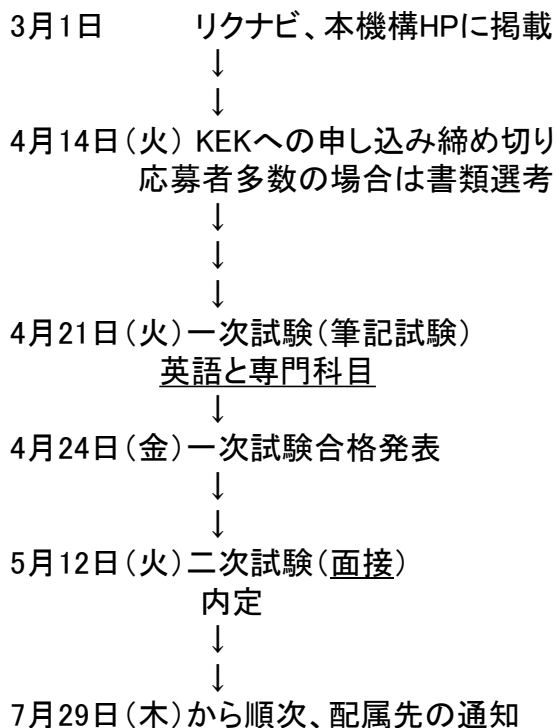 3月1日 リクナビ、本機構HPに掲載
↓
↓
4月14日(火) KEKへの申し込み締め切り
応募者多数の場合は書類選考
↓
↓
↓
4月21日(火)一次試験(筆記試験)
英語と専門科目
↓
4月24日(金)一次試験合格発表
↓
↓
5月12日(火)二次試験(面接)
内定
↓
↓
7月29日(木)から順次、配属先の通知